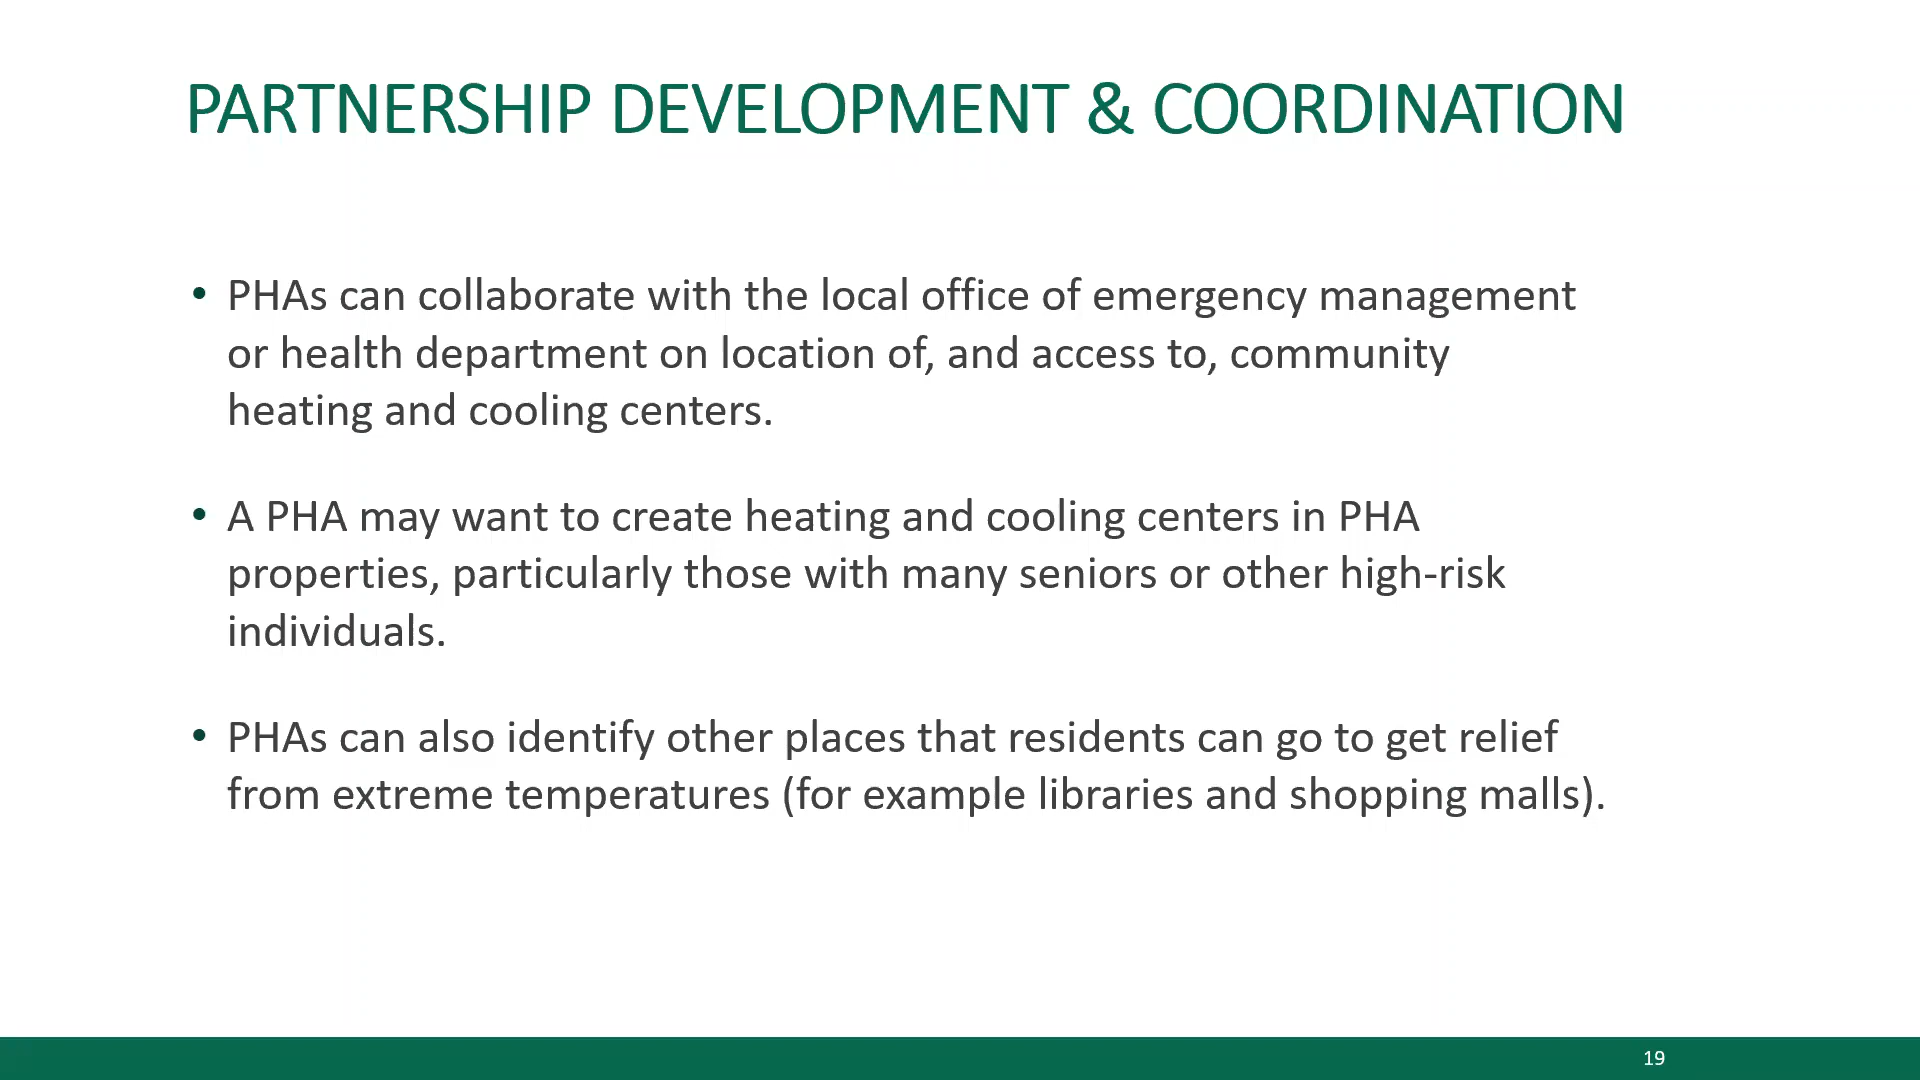 PARTNERSHIP DEVELOPMENT & COORDINATION
• PHAs can collaborate with the local office of emergency management
or health department on location of, and access to, community
heating and cooling centers.
• A PHA may want to create heating and cooling centers in PHA
properties, particularly those with many seniors or other high-risk
individuals.
• PHAs can also identify other places that residents can go to get relief
from extreme temperatures (for example libraries and shopping malls).
19